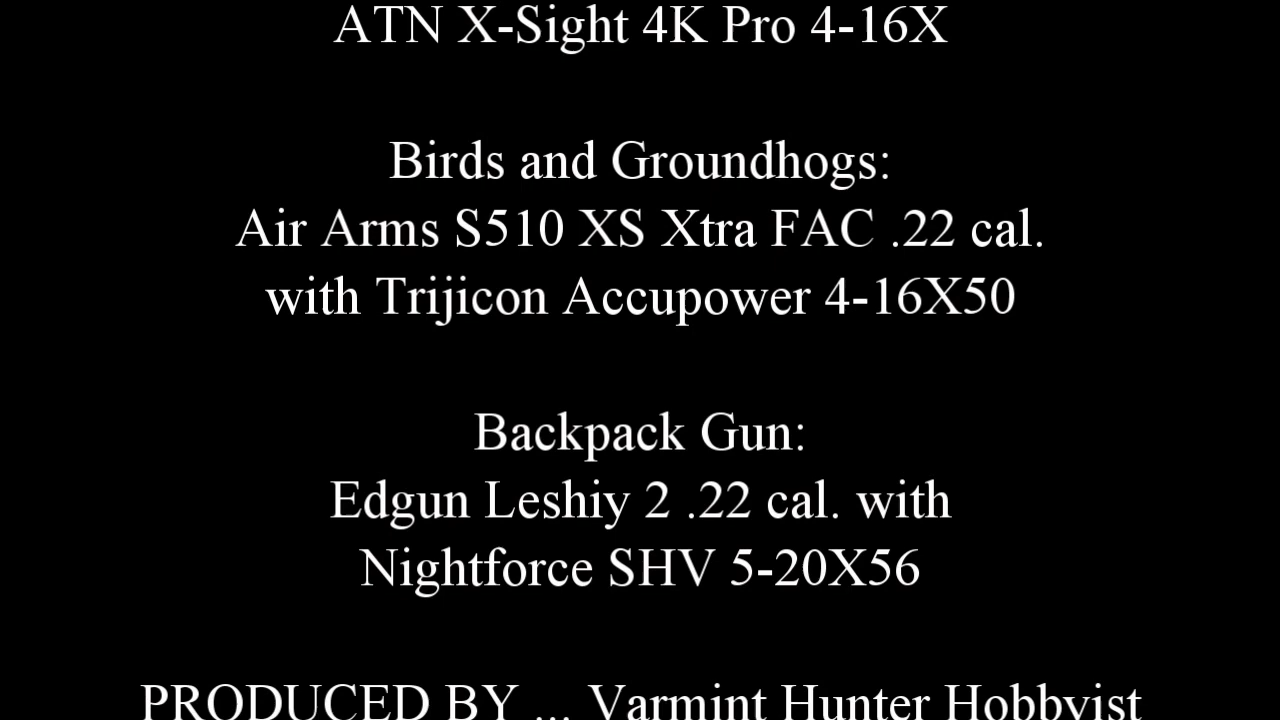 ATN X-Sight 4K Pro 4-16X
Birds and Groundhogs:
Air Arms S510 XS Xtra FAC .22 cal.
with Trijicon Accupower 4-16X50
Backpack Gun:
Edgun Leshiy 2 .22 cal. with
Nightforce SHV 5-20X56
PRODUCED BY ... Varmint Hunter Hobbyist